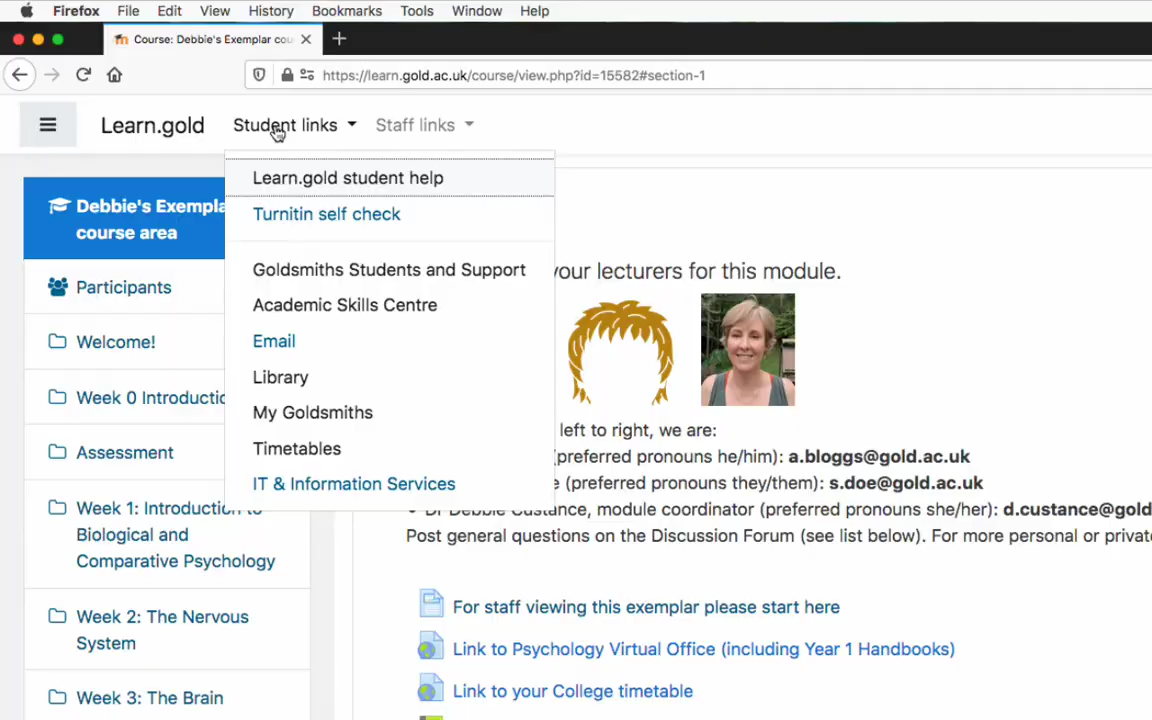 Firefox File Edit View History Bookmarks Tools Window Help
Course: Debbie's Exemplar cou
https://learn.gold.ac.uk/course/view.php?id=15582#section-1
Learn.gold Student links Staff links
Learn.gold student help
Turnitin self check
Goldsmiths Students and Support
Academic Skills Centre
Email
Library
My Goldsmiths
Timetables
IT & Information Services
Debbie's Exempla
course area
Participants
Welcome!
Week 0 Introductio
Assessment
Week 1: Introduction to
Biological and
Comparative Psychology
Week 2: The Nervous
System
Week 3: The Brain
your lecturers for this module.
left to right, we are:
(preferred pronouns he/him): a.bloggs@gold.ac.uk
e (preferred pronouns they/them): s.doe@gold.ac.uk
• Dr Debbie Custance, module coordinator (preferred pronouns she/her): d.custance@gold
Post general questions on the Discussion Forum (see list below). For more personal or privat
For staff viewing this exemplar please start here
Link to Psychology Virtual Office (including Year 1 Handbooks)
Link to your College timetable